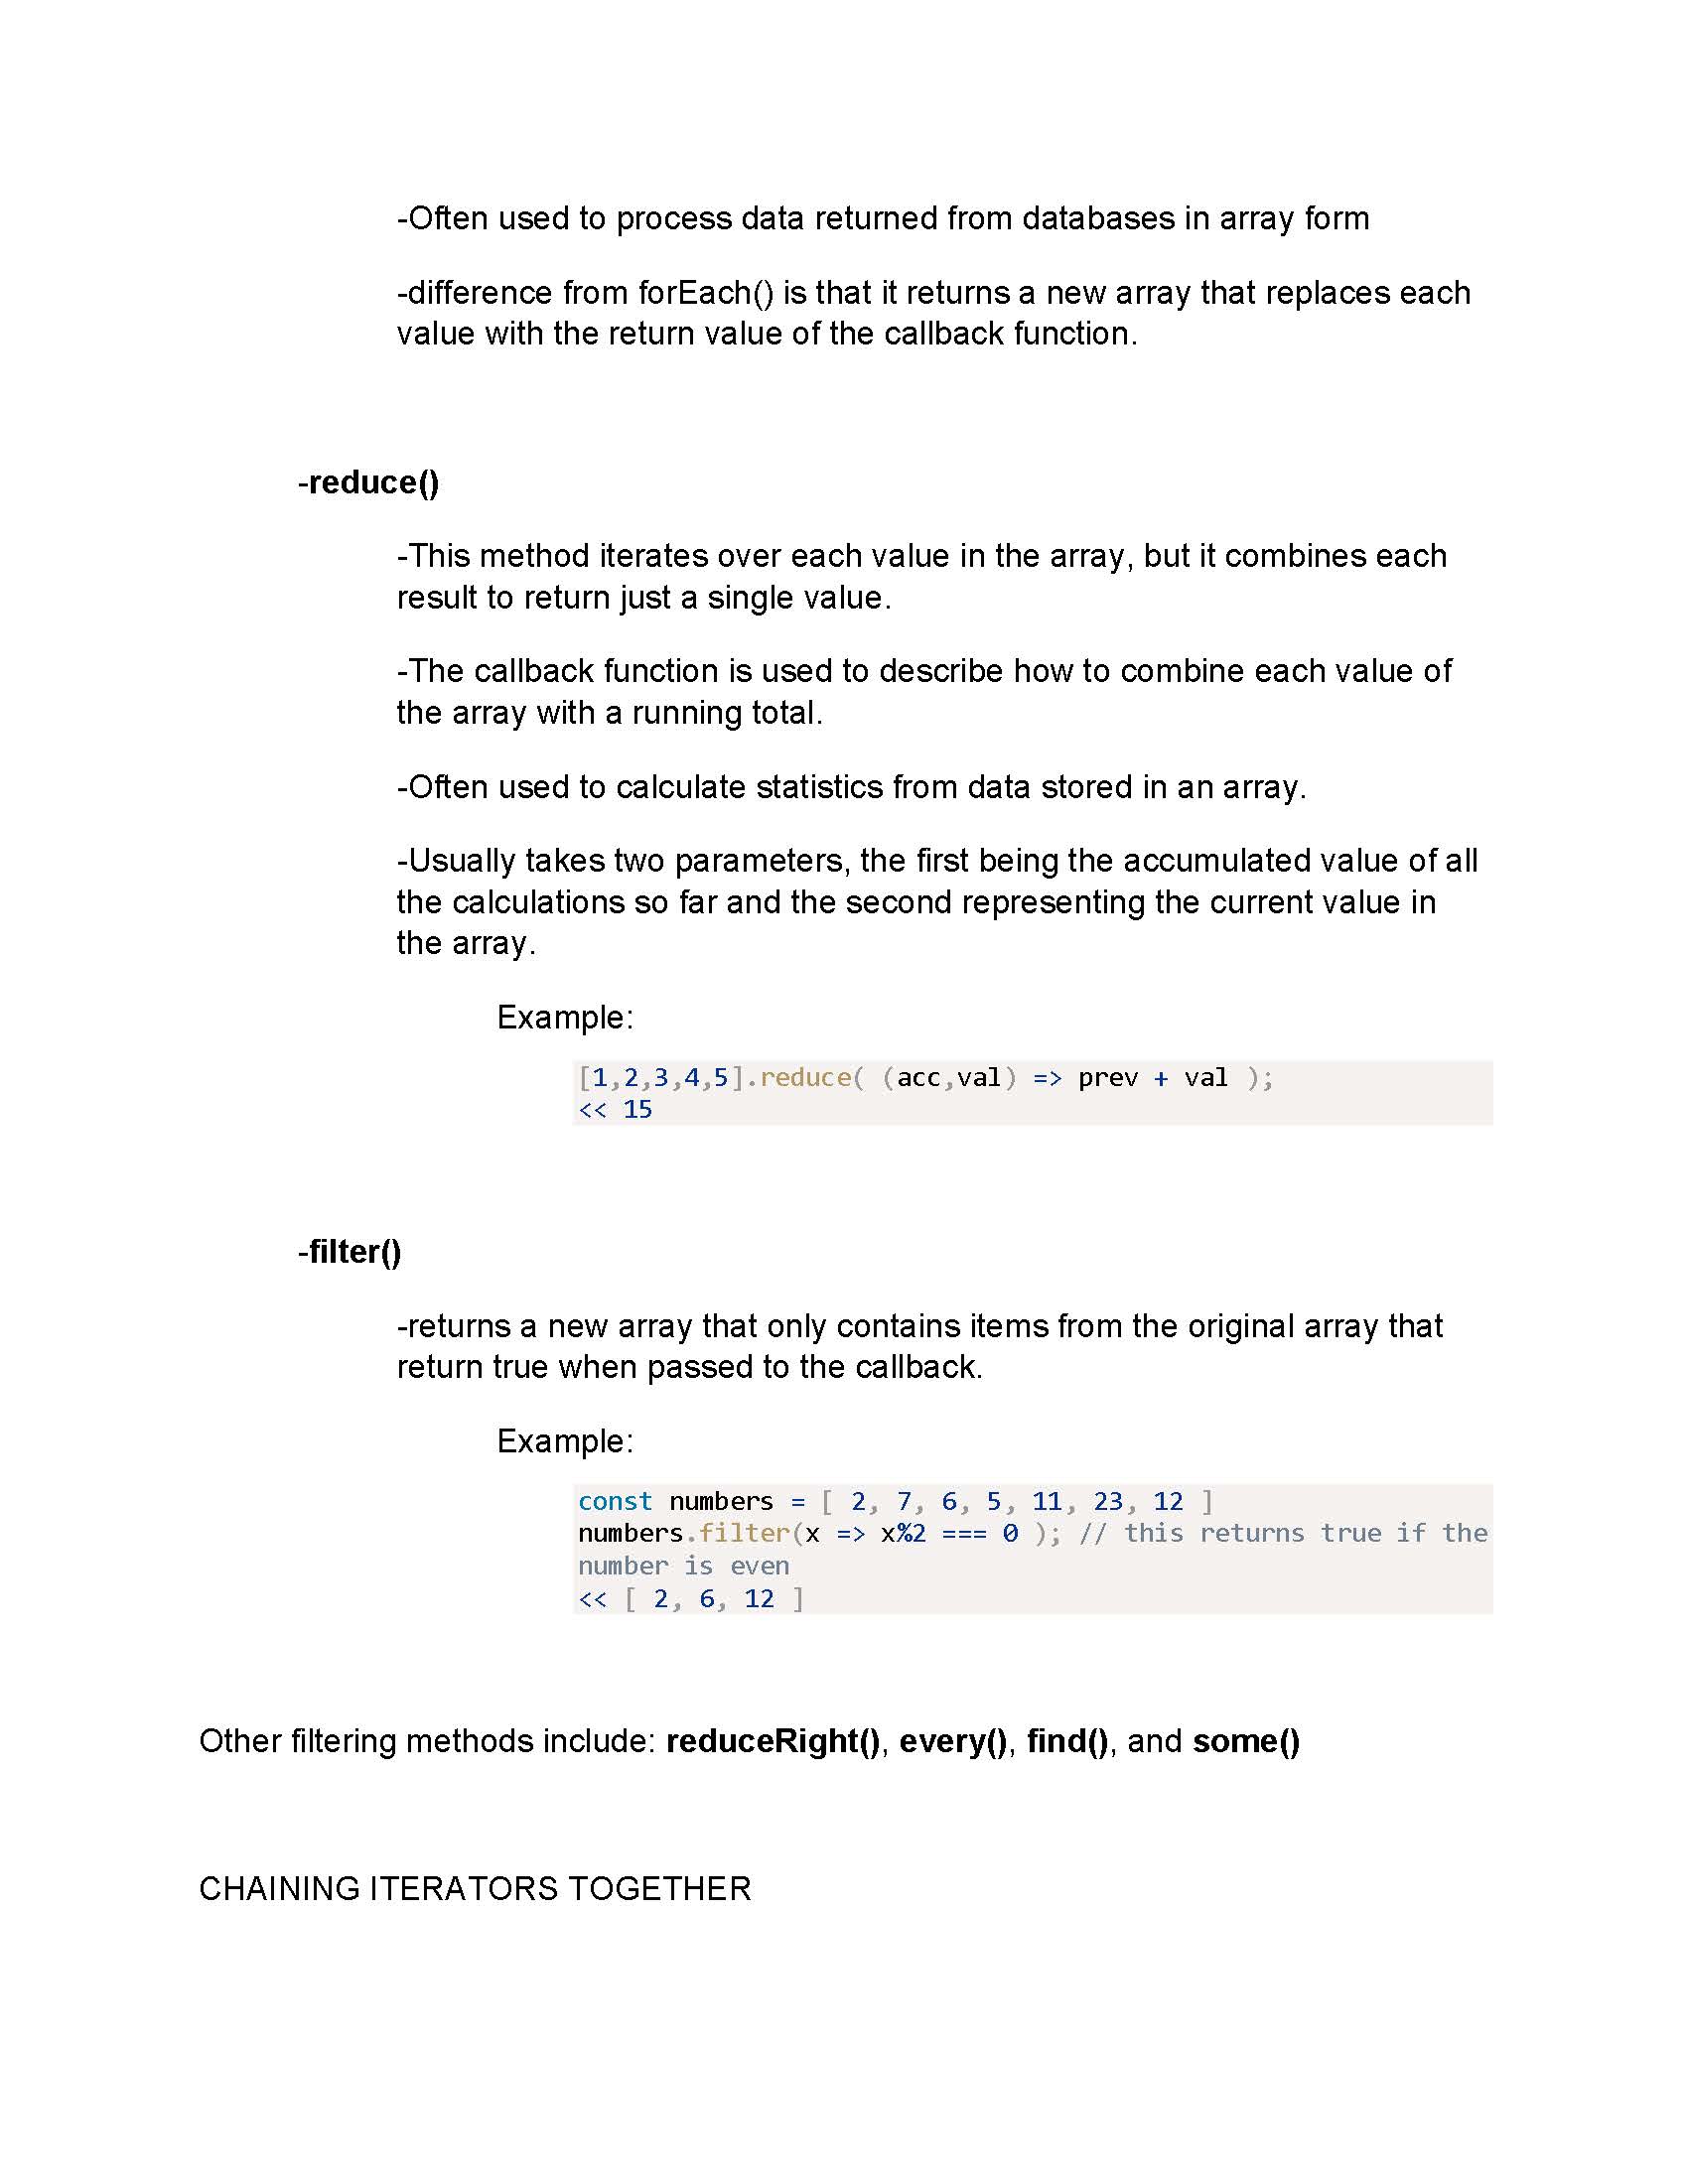 -Often used to process data returned from databases in array form
-difference from forEach() is that it returns a new array that replaces each
value with the return value of the callback function.
-reduce()
-This method iterates over each value in the array, but it combines each
result to return just a single value.
-The callback function is used to describe how to combine each value of
the array with a running total.
-Often used to calculate statistics from data stored in an array.
-Usually takes two parameters, the first being the accumulated value of all
the calculations so far and the second representing the current value in
the array.
Example:
[1,2,3,4,5].reduce( (acc,val) => prev + val );
<< 15
-filter()
-returns a new array that only contains items from the original array that
return true when passed to the callback.
Example:
const numbers = [ 2, 7, 6, 5, 11, 23, 12 ]
numbers.filter(x => x%2 === 0 ); // this returns true if the
number is even
<< [ 2, 6, 12 ]
Other filtering methods include: reduceRight(), every(), find(), and some()
CHAINING ITERATORS TOGETHER